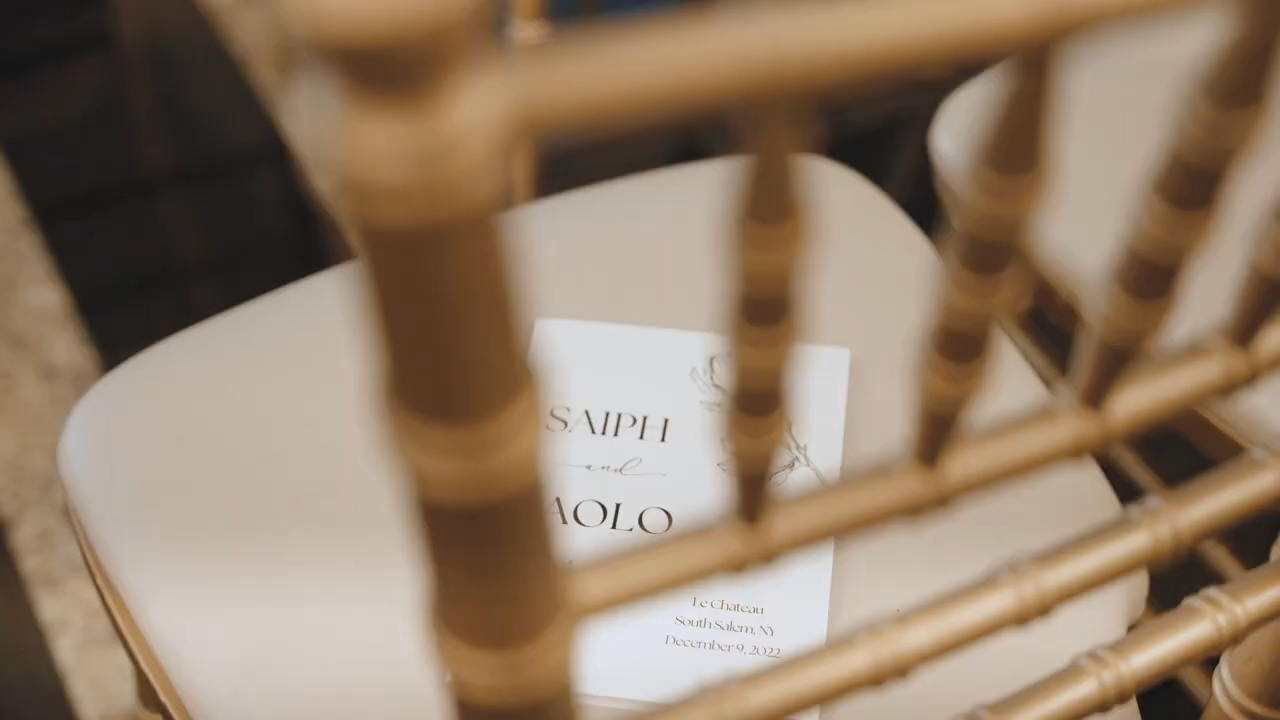 SAIPH
and
AOLO
Le Chateau
South Salem, NY
December 9, 2022